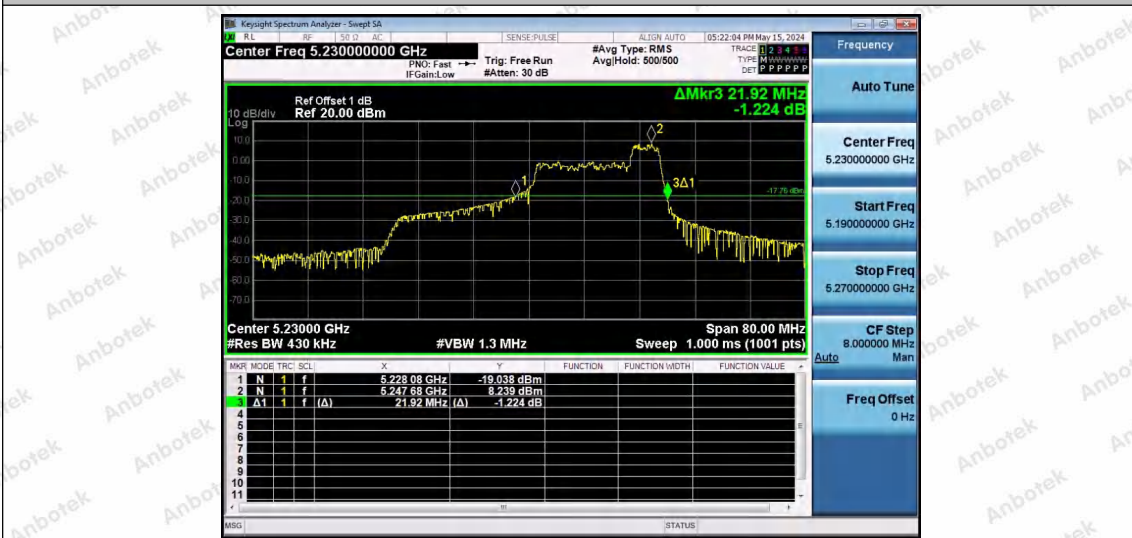 Keysight Spectrum Analyzer - Swept SA
RL RF 50 Ω AC SENSE:PULSE ALIGN AUTO 05:22:04 PM May 15, 2024
Center Freq 5.230000000 GHz
PNO: Fast
IFGain:Low
Trig: Free Run
#Atten: 30 dB
#Avg Type: RMS
Avg|Hold: 500/500
TRACE 1 2 3 4 5 6
TYPE M
DET P P P P P P
ΔMkr3 21.92 MHz
-1.224 dB
Ref Offset 1 dB
10 dB/div Ref 20.00 dBm
Log
10.0
0.00
-10.0
-20.0
-30.0
-40.0
-50.0
-60.0
-70.0
1
2
3Δ1
-17.76 dBm
Center 5.23000 GHz Span 80.00 MHz
#Res BW 430 kHz #VBW 1.3 MHz Sweep 1.000 ms (1001 pts)
MKR MODE TRC SCL X Y FUNCTION FUNCTION WIDTH FUNCTION VALUE
1 N 1 f 5.228 08 GHz -19.038 dBm
2 N 1 f 5.247 68 GHz 8.239 dBm
3 Δ1 1 f (Δ) 21.92 MHz (Δ) -1.224 dB
4
5
6
7
8
9
10
11
MSG STATUS
Frequency
Auto Tune
Center Freq
5.230000000 GHz
Start Freq
5.190000000 GHz
Stop Freq
5.270000000 GHz
CF Step
8.000000 MHz
Auto Man
Freq Offset
0 Hz
Anbotek